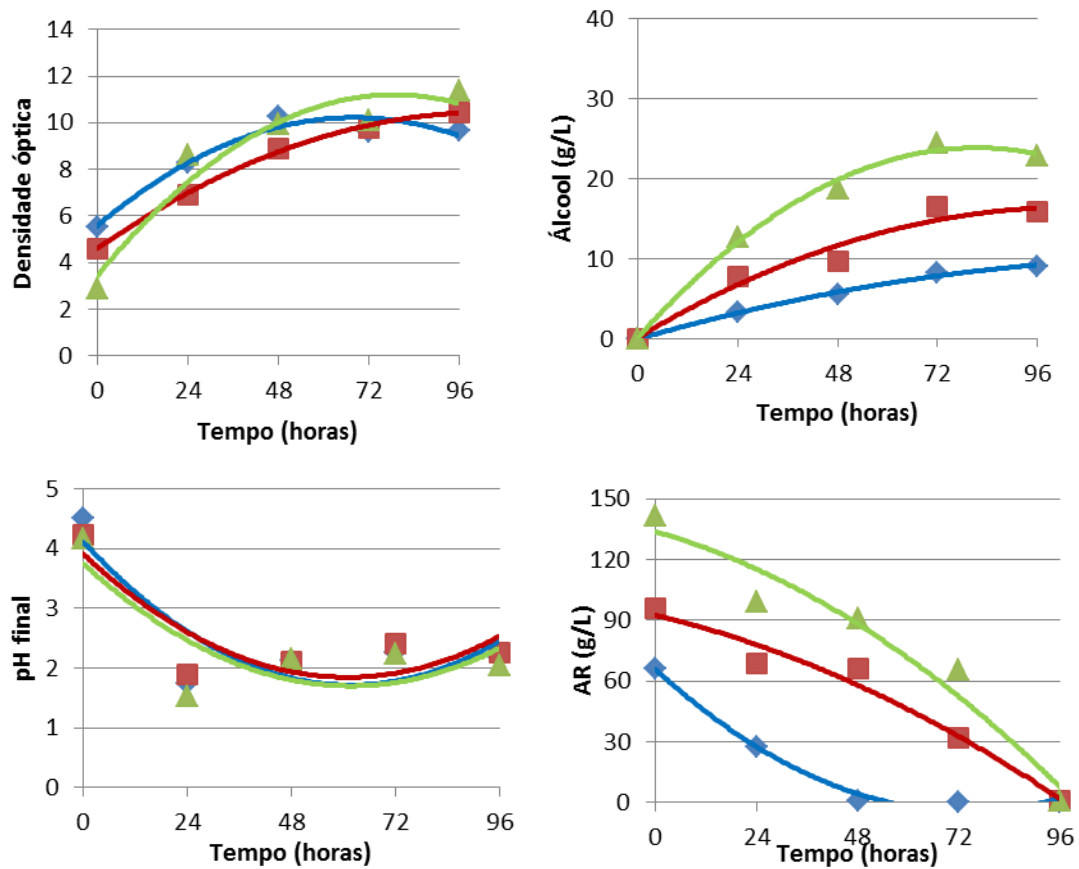 14
12
10
8
6
4
2
0
Densidade óptica
0 24 48 72 96
Tempo (horas)
40
30
20
10
0
Álcool (g/L)
0 24 48 72 96
Tempo (horas)
5
4
3
2
1
0
pH final
0 24 48 72 96
Tempo (horas)
150
120
90
60
30
0
AR (g/L)
0 24 48 72 96
Tempo (horas)